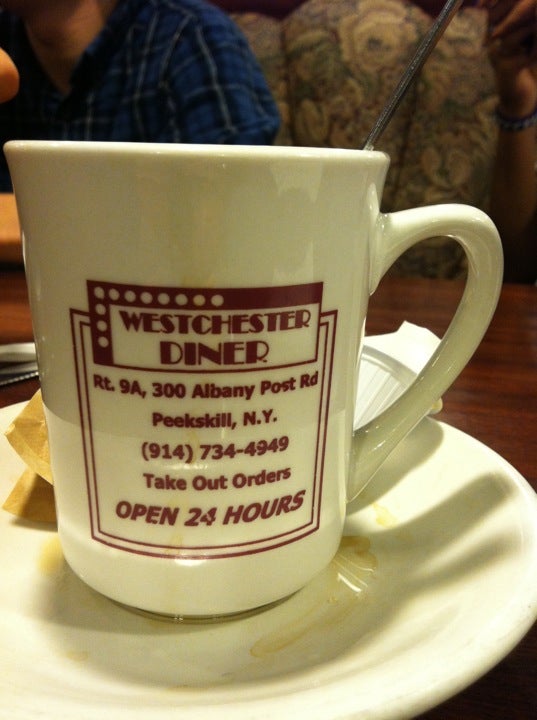 WESTCHESTER
DINER
Rt. 9A, 300 Albany Post Rd
Peekskill, N.Y.
(914) 734-4949
Take Out Orders
OPEN 24 HOURS